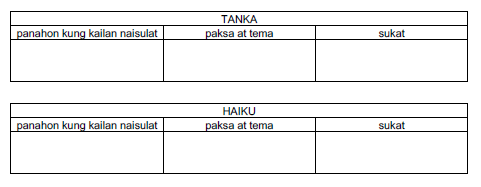 TANKA
panahon kung kailan naisulat paksa at tema sukat
HAIKU
panahon kung kailan naisulat paksa at tema sukat